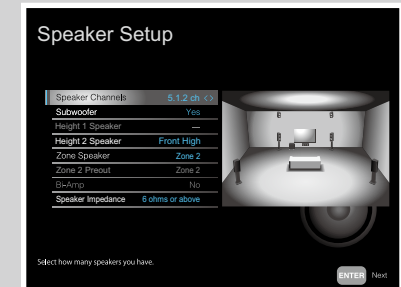 Speaker Setup
Speaker Channels 5.1.2 ch <>
Subwoofer Yes
Height 1 Speaker —
Height 2 Speaker Front High
Zone Speaker Zone 2
Zone 2 Preout Zone 2
Bi-Amp No
Speaker Impedance 6 ohms or above
Select how many speakers you have.
ENTER Next